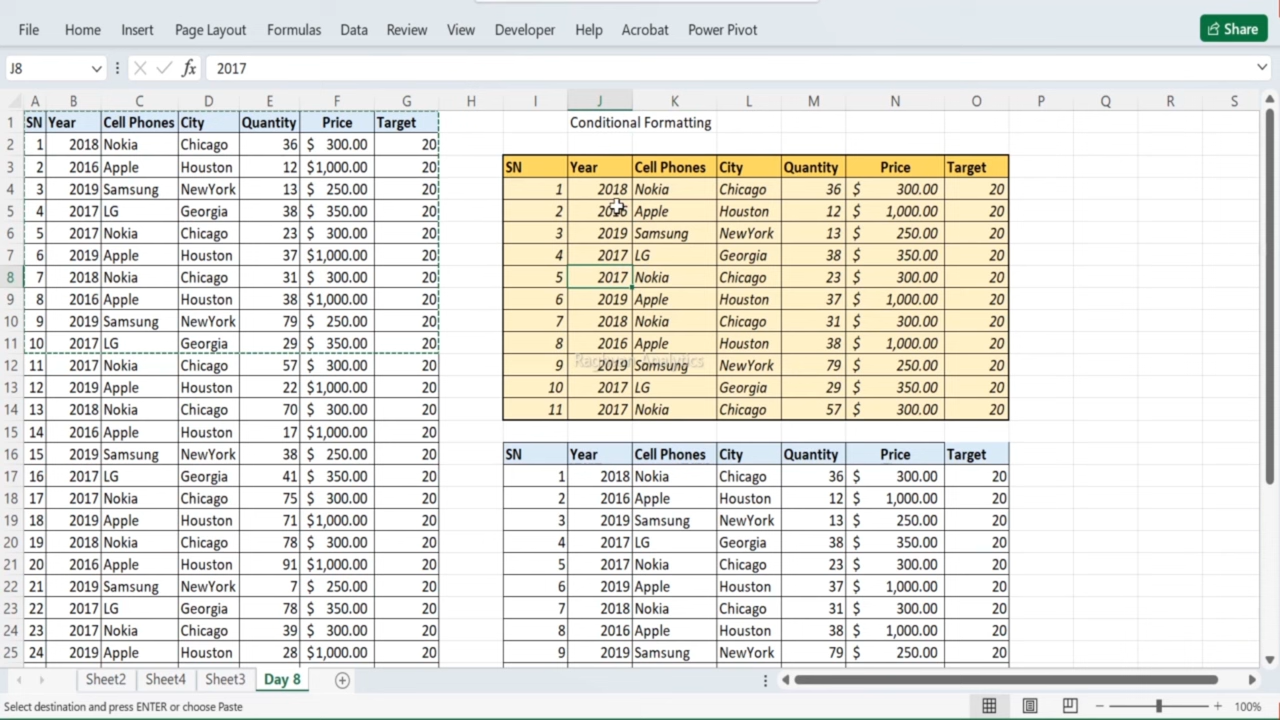 File Home Insert Page Layout Formulas Data Review View Developer Help Acrobat Power Pivot Share
J8 fx 2017
A B C D E F G H I J K L M N O P Q R S
1 SN Year Cell Phones City Quantity Price Target Conditional Formatting
2 1 2018 Nokia Chicago 36 $ 300.00 20
3 2 2016 Apple Houston 12 $1,000.00 20 SN Year Cell Phones City Quantity Price Target
4 3 2019 Samsung NewYork 13 $ 250.00 20 1 2018 Nokia Chicago 36 $ 300.00 20
5 4 2017 LG Georgia 38 $ 350.00 20 2 2016 Apple Houston 12 $ 1,000.00 20
6 5 2017 Nokia Chicago 23 $ 300.00 20 3 2019 Samsung NewYork 13 $ 250.00 20
7 6 2019 Apple Houston 37 $1,000.00 20 4 2017 LG Georgia 38 $ 350.00 20
8 7 2018 Nokia Chicago 31 $ 300.00 20 5 2017 Nokia Chicago 23 $ 300.00 20
9 8 2016 Apple Houston 38 $1,000.00 20 6 2019 Apple Houston 37 $ 1,000.00 20
10 9 2019 Samsung NewYork 79 $ 250.00 20 7 2018 Nokia Chicago 31 $ 300.00 20
11 10 2017 LG Georgia 29 $ 350.00 20 8 2016 Apple Houston 38 $ 1,000.00 20
12 11 2017 Nokia Chicago 57 $ 300.00 20 9 2019 Samsung NewYork 79 $ 250.00 20
13 12 2019 Apple Houston 22 $1,000.00 20 10 2017 LG Georgia 29 $ 350.00 20
14 13 2018 Nokia Chicago 70 $ 300.00 20 11 2017 Nokia Chicago 57 $ 300.00 20
15 14 2016 Apple Houston 17 $1,000.00 20
16 15 2019 Samsung NewYork 38 $ 250.00 20 SN Year Cell Phones City Quantity Price Target
17 16 2017 LG Georgia 41 $ 350.00 20 1 2018 Nokia Chicago 36 $ 300.00 20
18 17 2017 Nokia Chicago 75 $ 300.00 20 2 2016 Apple Houston 12 $ 1,000.00 20
19 18 2019 Apple Houston 71 $1,000.00 20 3 2019 Samsung NewYork 13 $ 250.00 20
20 19 2018 Nokia Chicago 78 $ 300.00 20 4 2017 LG Georgia 38 $ 350.00 20
21 20 2016 Apple Houston 91 $1,000.00 20 5 2017 Nokia Chicago 23 $ 300.00 20
22 21 2019 Samsung NewYork 7 $ 250.00 20 6 2019 Apple Houston 37 $ 1,000.00 20
23 22 2017 LG Georgia 78 $ 350.00 20 7 2018 Nokia Chicago 31 $ 300.00 20
24 23 2017 Nokia Chicago 39 $ 300.00 20 8 2016 Apple Houston 38 $ 1,000.00 20
25 24 2019 Apple Houston 28 $1,000.00 20 9 2019 Samsung NewYork 79 $ 250.00 20
Sheet2 Sheet4 Sheet3 Day 8
Select destination and press ENTER or choose Paste 100%